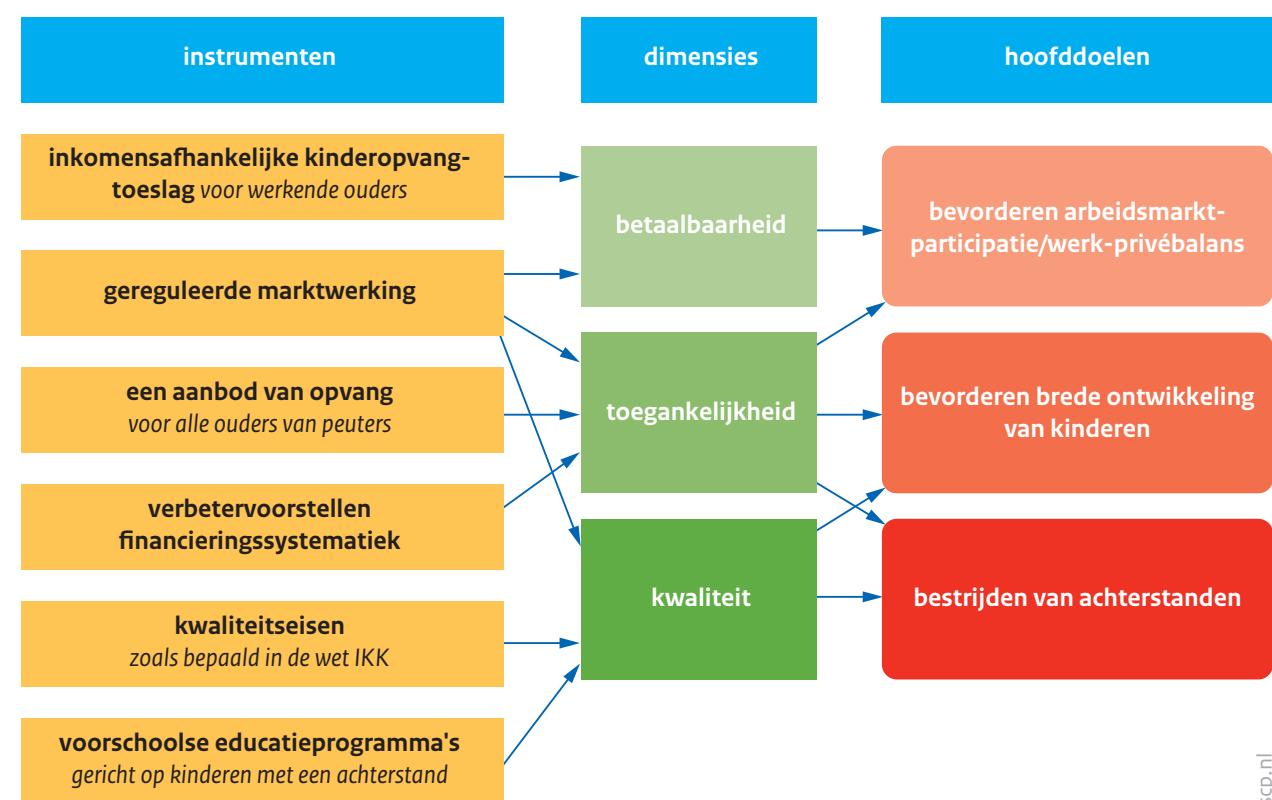 instrumenten
dimensies
hoofddoelen
inkomensafhankelijke kinderopvang-
toeslag voor werkende ouders
gereguleerde marktwerking
een aanbod van opvang
voor alle ouders van peuters
verbetervoorstellen
financieringssystematiek
kwaliteitseisen
zoals bepaald in de wet IKK
voorschoolse educatieprogramma's
gericht op kinderen met een achterstand
betaalbaarheid
toegankelijkheid
kwaliteit
bevorderen arbeidsmarkt-
participatie/werk-privébalans
bevorderen brede ontwikkeling
van kinderen
bestrijden van achterstanden
scp.nl